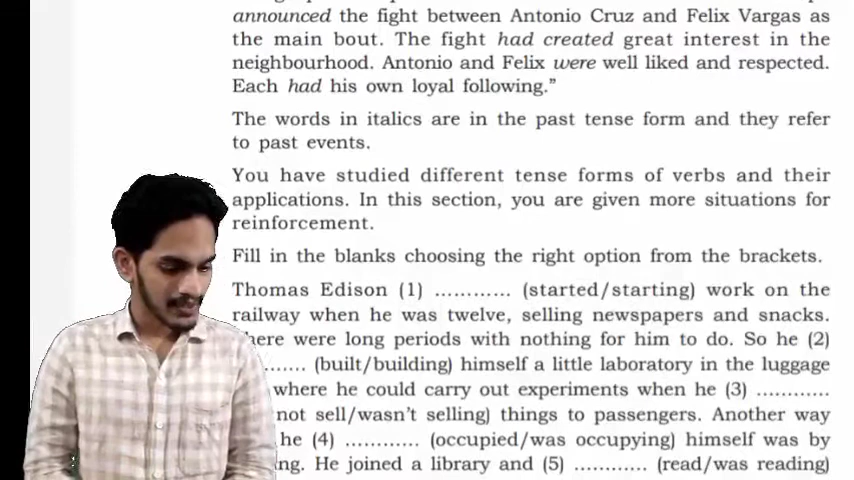 announced the fight between Antonio Cruz and Felix Vargas as
the main bout. The fight had created great interest in the
neighbourhood. Antonio and Felix were well liked and respected.
Each had his own loyal following.”
The words in italics are in the past tense form and they refer
to past events.
You have studied different tense forms of verbs and their
applications. In this section, you are given more situations for
reinforcement.
Fill in the blanks choosing the right option from the brackets.
Thomas Edison (1) ............ (started/starting) work on the
railway when he was twelve, selling newspapers and snacks.
were long periods with nothing for him to do. So he (2)
....... (built/building) himself a little laboratory in the luggage
where he could carry out experiments when he (3) ............
not sell/wasn’t selling) things to passengers. Another way
he (4) ............ (occupied/was occupying) himself was by
He joined a library and (5) ............ (read/was reading)